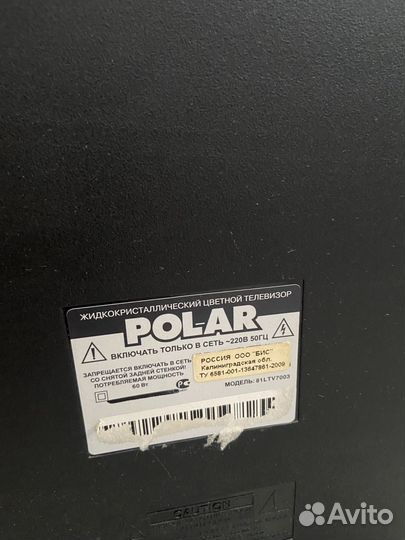 ЖИДКОКРИСТАЛЛИЧЕСКИЙ ЦВЕТНОЙ ТЕЛЕВИЗОР
POLAR
ВКЛЮЧАТЬ ТОЛЬКО В СЕТЬ ~220В 50ГЦ
ЗАПРЕЩАЕТСЯ ВКЛЮЧАТЬ В СЕТЬ
СО СНЯТОЙ ЗАДНЕЙ СТЕНКОЙ!
ПОТРЕБЛЯЕМАЯ МОЩНОСТЬ
60 Вт
РОССИЯ ООО "БИС"
Калининградская обл.
ТУ 6581-001-13647861-2009
МОДЕЛЬ: 81LTV7003
CAUTION
Avito